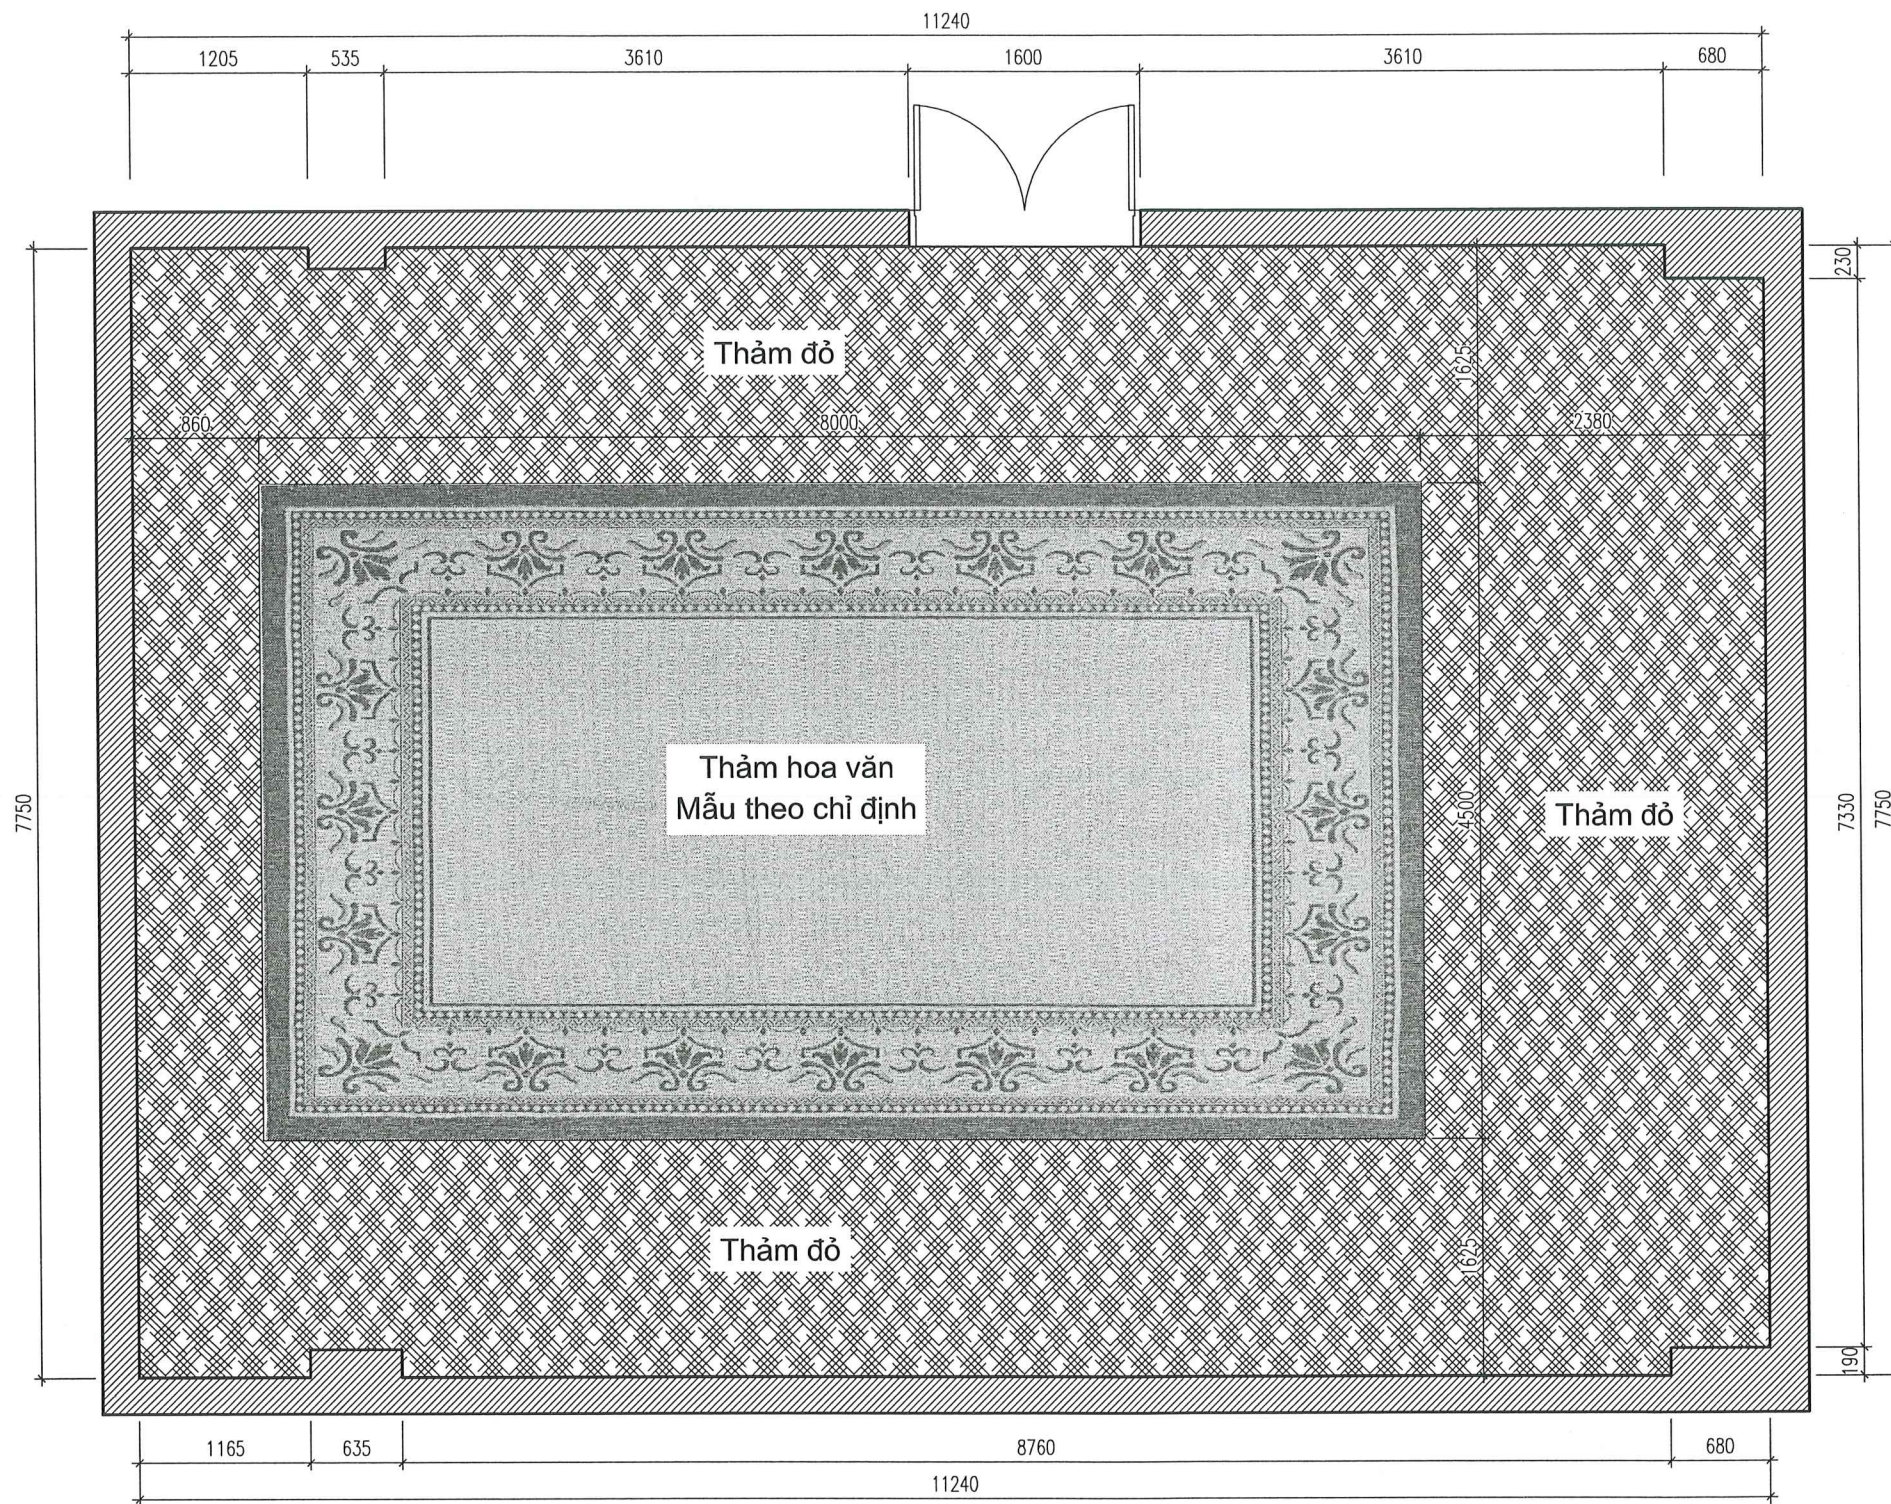 11240
1205 535 3610 1600 3610 680
230
Thảm đỏ
1625
860 8000 2380
Thảm hoa văn
Mẫu theo chỉ định
7750
4500
Thảm đỏ
7330
7750
Thảm đỏ
1625
190
1165 635 8760 680
11240